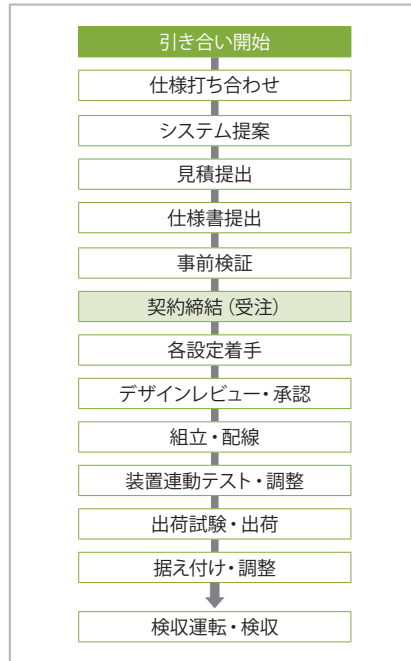 引き合い開始
仕様打ち合わせ
システム提案
見積提出
仕様書提出
事前検証
契約締結（受注）
各設定着手
デザインレビュー・承認
組立・配線
装置連動テスト・調整
出荷試験・出荷
据え付け・調整
検収運転・検収